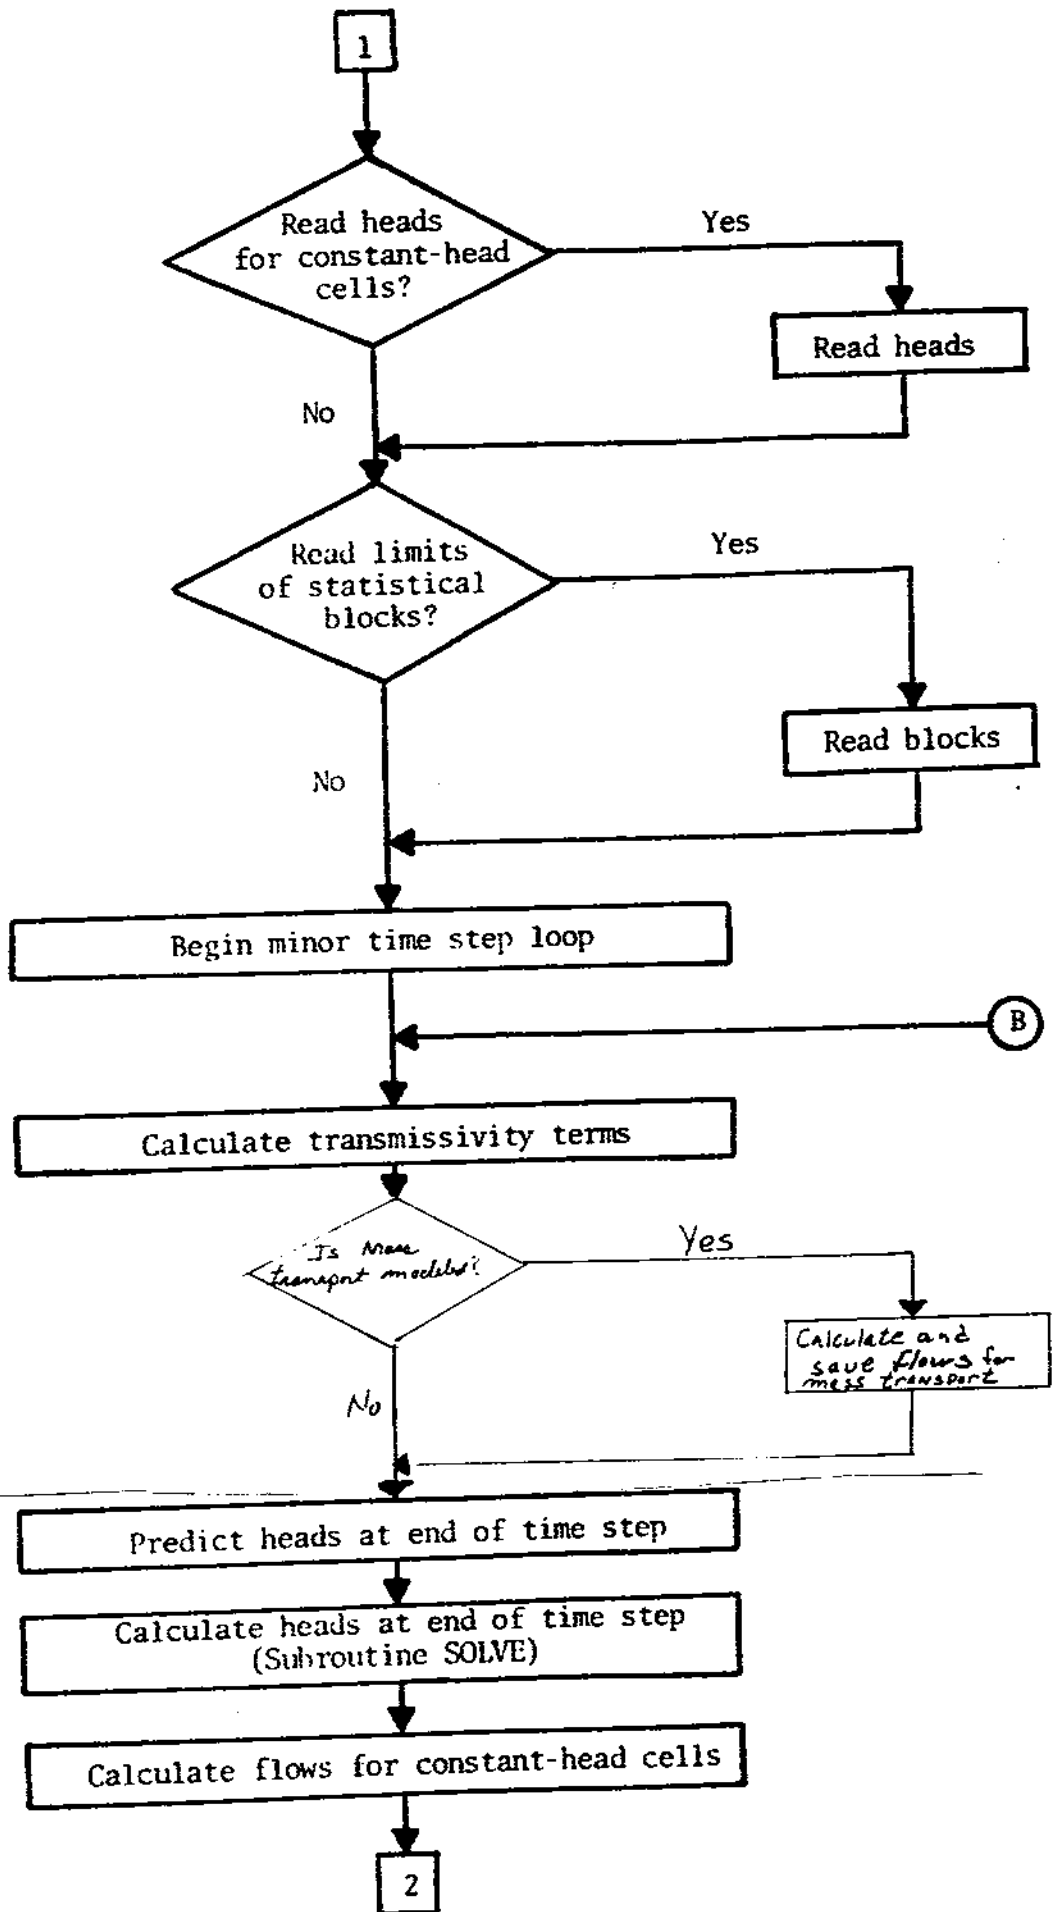 1
Read heads
for constant-head
cells?
Yes
Read heads
No
Read limits
of statistical
blocks?
Yes
Read blocks
No
Begin minor time step loop
B
Calculate transmissivity terms
Is Mass
transport modeled?
Yes
Calculate and
save flows for
mass transport
No
Predict heads at end of time step
Calculate heads at end of time step
(Subroutine SOLVE)
Calculate flows for constant-head cells
2